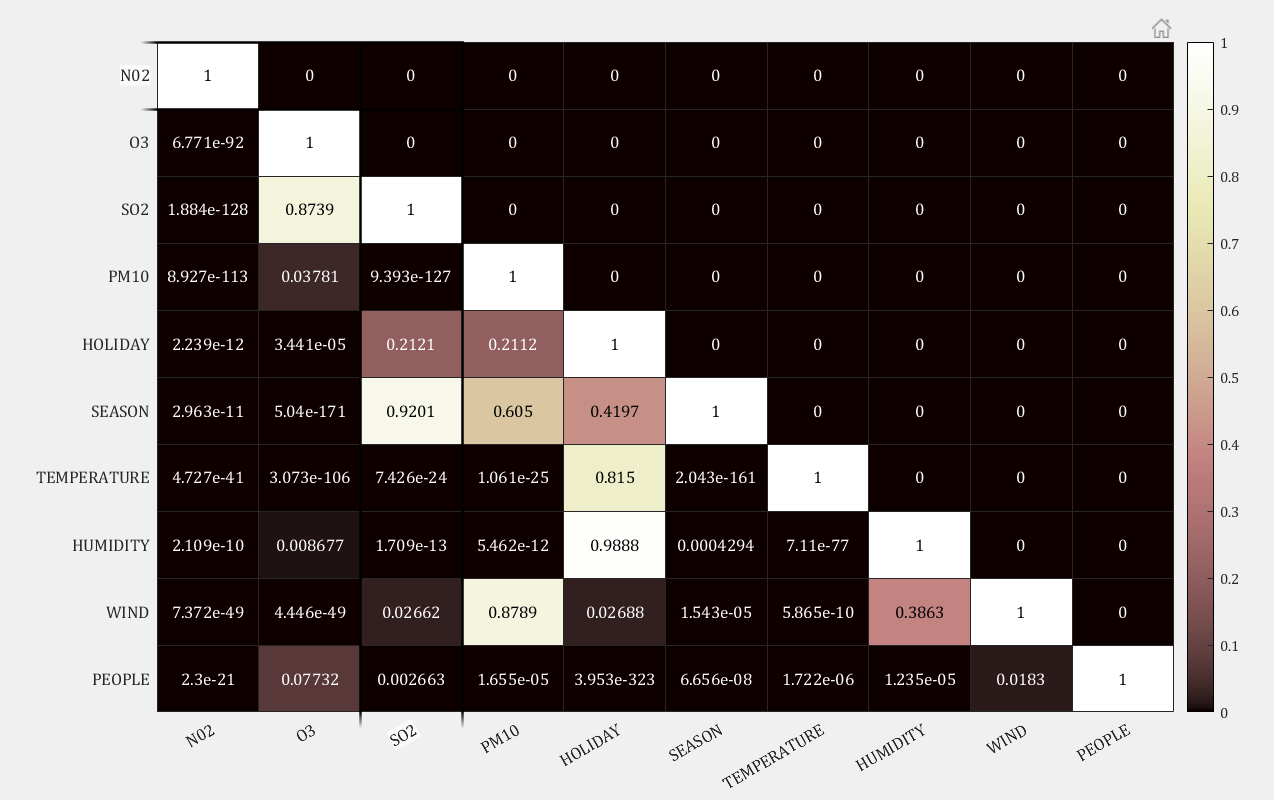 N02 1 0 0 0 0 0 0 0 0 0
O3 6.771e-92 1 0 0 0 0 0 0 0 0
SO2 1.884e-128 0.8739 1 0 0 0 0 0 0 0
PM10 8.927e-113 0.03781 9.393e-127 1 0 0 0 0 0 0
HOLIDAY 2.239e-12 3.441e-05 0.2121 0.2112 1 0 0 0 0 0
SEASON 2.963e-11 5.04e-171 0.9201 0.605 0.4197 1 0 0 0 0
TEMPERATURE 4.727e-41 3.073e-106 7.426e-24 1.061e-25 0.815 2.043e-161 1 0 0 0
HUMIDITY 2.109e-10 0.008677 1.709e-13 5.462e-12 0.9888 0.0004294 7.11e-77 1 0 0
WIND 7.372e-49 4.446e-49 0.02662 0.8789 0.02688 1.543e-05 5.865e-10 0.3863 1 0
PEOPLE 2.3e-21 0.07732 0.002663 1.655e-05 3.953e-323 6.656e-08 1.722e-06 1.235e-05 0.0183 1
N02 O3 SO2 PM10 HOLIDAY SEASON TEMPERATURE HUMIDITY WIND PEOPLE
1
0.9
0.8
0.7
0.6
0.5
0.4
0.3
0.2
0.1
0